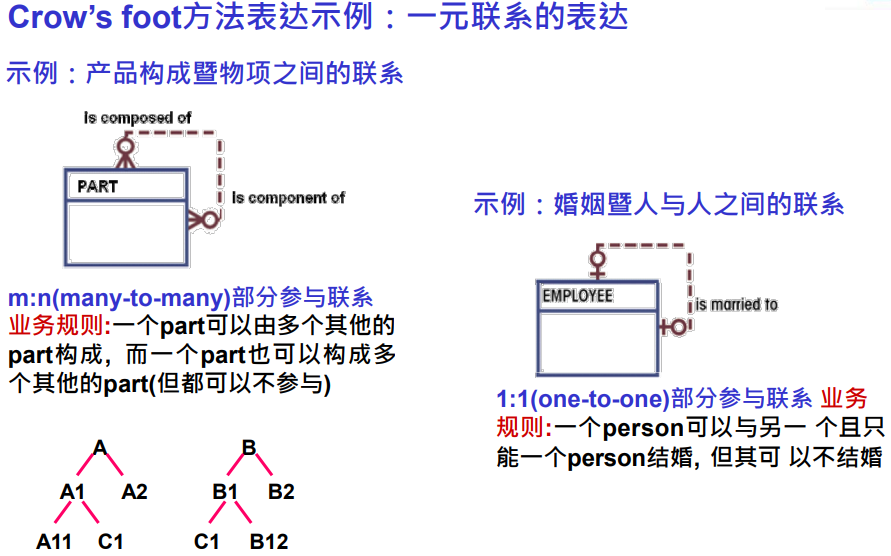 Crow's foot方法表达示例：一元联系的表达
示例：产品构成暨物项之间的联系
is composed of
PART
is component of
m:n(many-to-many)部分参与联系
业务规则:一个part可以由多个其他的
part构成, 而一个part也可以构成多
个其他的part(但都可以不参与)
A
A1 A2
A11 C1
B
B1 B2
C1 B12
示例：婚姻暨人与人之间的联系
EMPLOYEE
is married to
1:1(one-to-one)部分参与联系 业务
规则:一个person可以与另一 个且只
能一个person结婚, 但其可 以不结婚